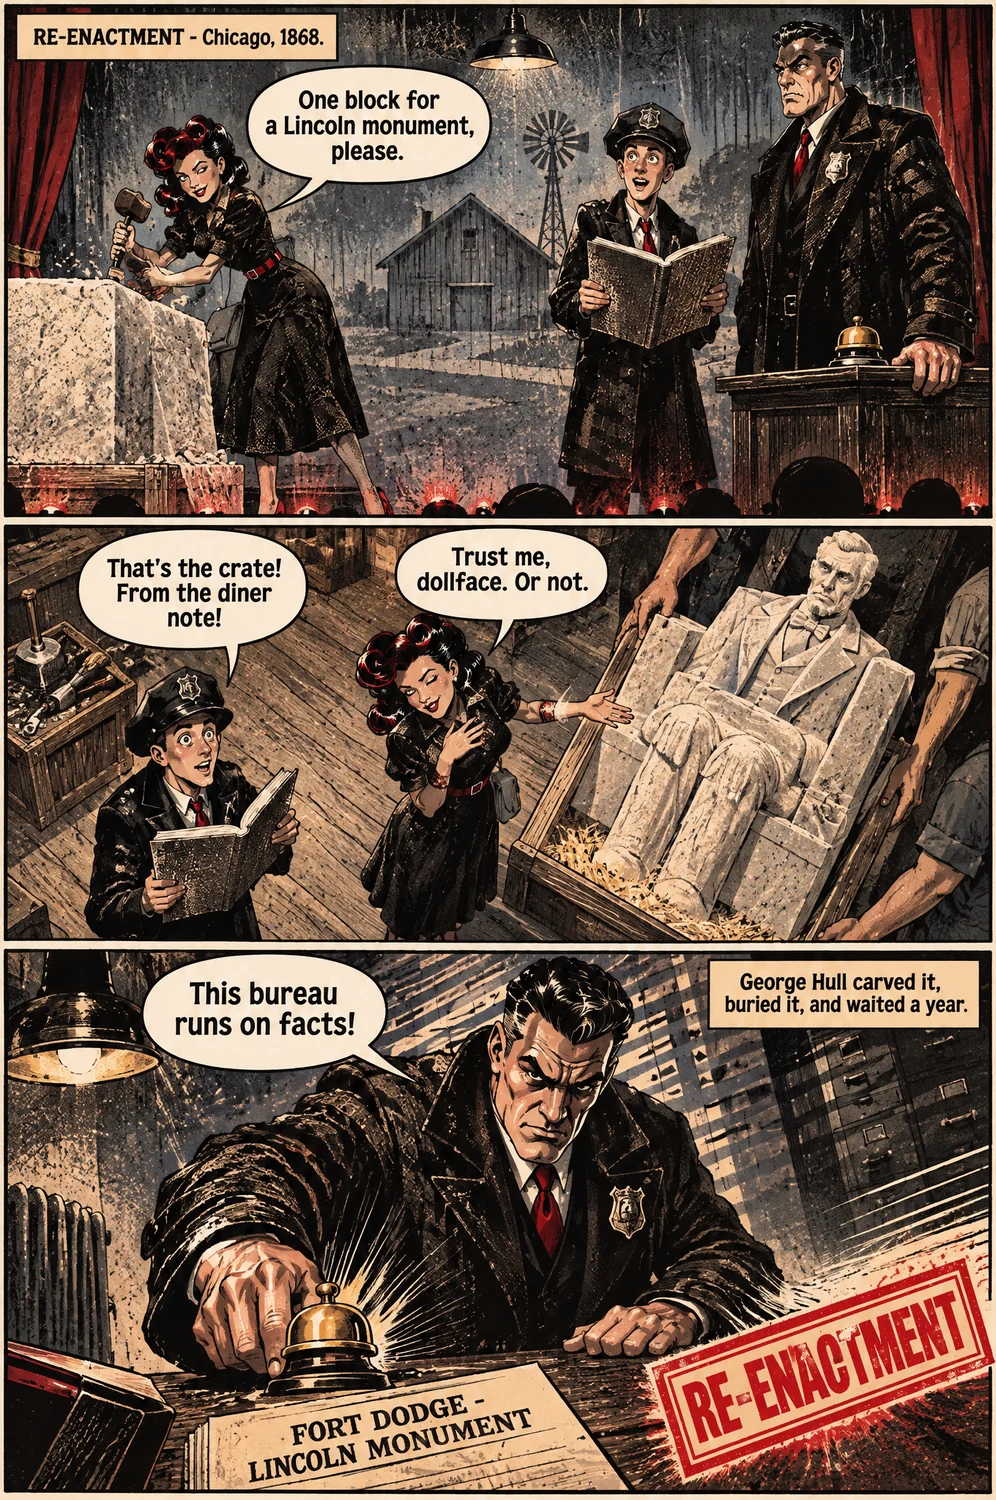 RE-ENACTMENT - Chicago, 1868.
One block for
a Lincoln monument,
please.
That's the crate!
From the diner
note!
Trust me,
dollface. Or not.
This bureau
runs on facts!
George Hull carved it,
buried it, and waited a year.
FORT DODGE -
LINCOLN MONUMENT
RE-ENACTMENT